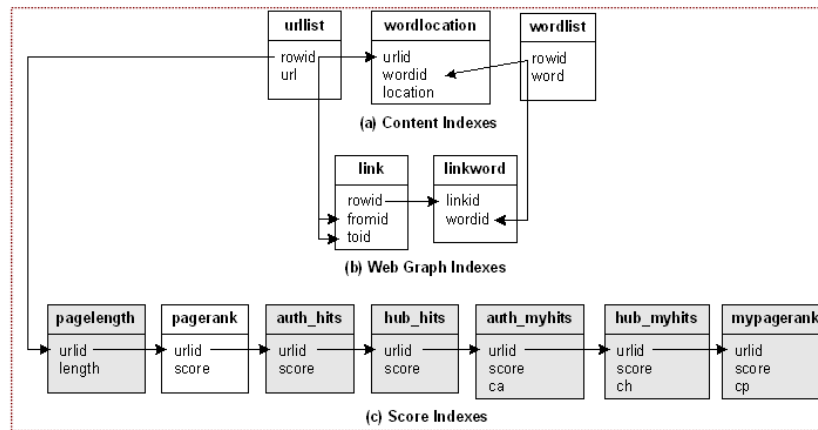 urllist
rowid
url
wordlocation
urlid
wordid
location
wordlist
rowid
word
(a) Content Indexes
link
rowid
fromid
toid
linkword
linkid
wordid
(b) Web Graph Indexes
pagelength
urlid
length
pagerank
urlid
score
auth_hits
urlid
score
hub_hits
urlid
score
auth_myhits
urlid
score
ca
hub_myhits
urlid
score
ch
mypagerank
urlid
score
cp
(c) Score Indexes